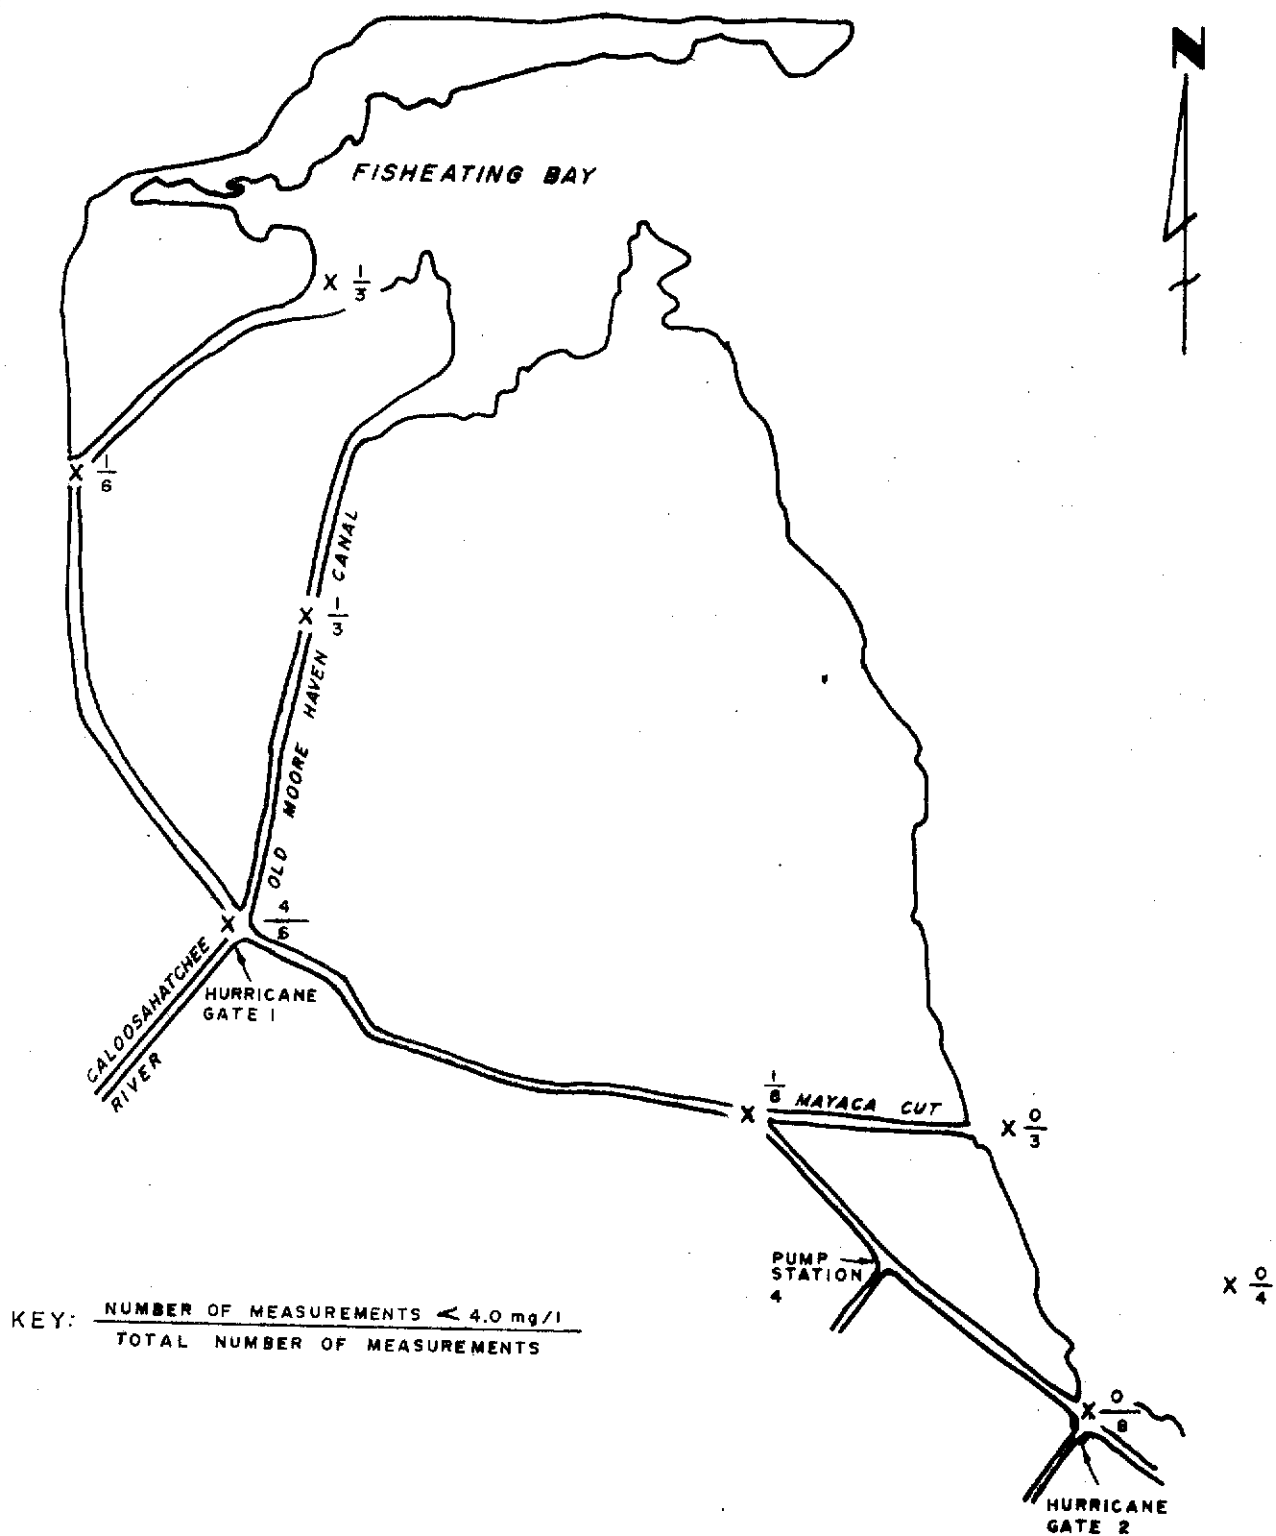 N
FISHEATING BAY
X 1/3
X 1/6
X 1/3
OLD MOORE HAVEN CANAL
X 4/6
CALOOSAHATCHEE
RIVER
HURRICANE
GATE 1
X 1/6
MAYACA CUT
X 0/3
PUMP
STATION
4
X 0/4
KEY: NUMBER OF MEASUREMENTS < 4.0 mg/l
TOTAL NUMBER OF MEASUREMENTS
X 0/8
HURRICANE
GATE 2